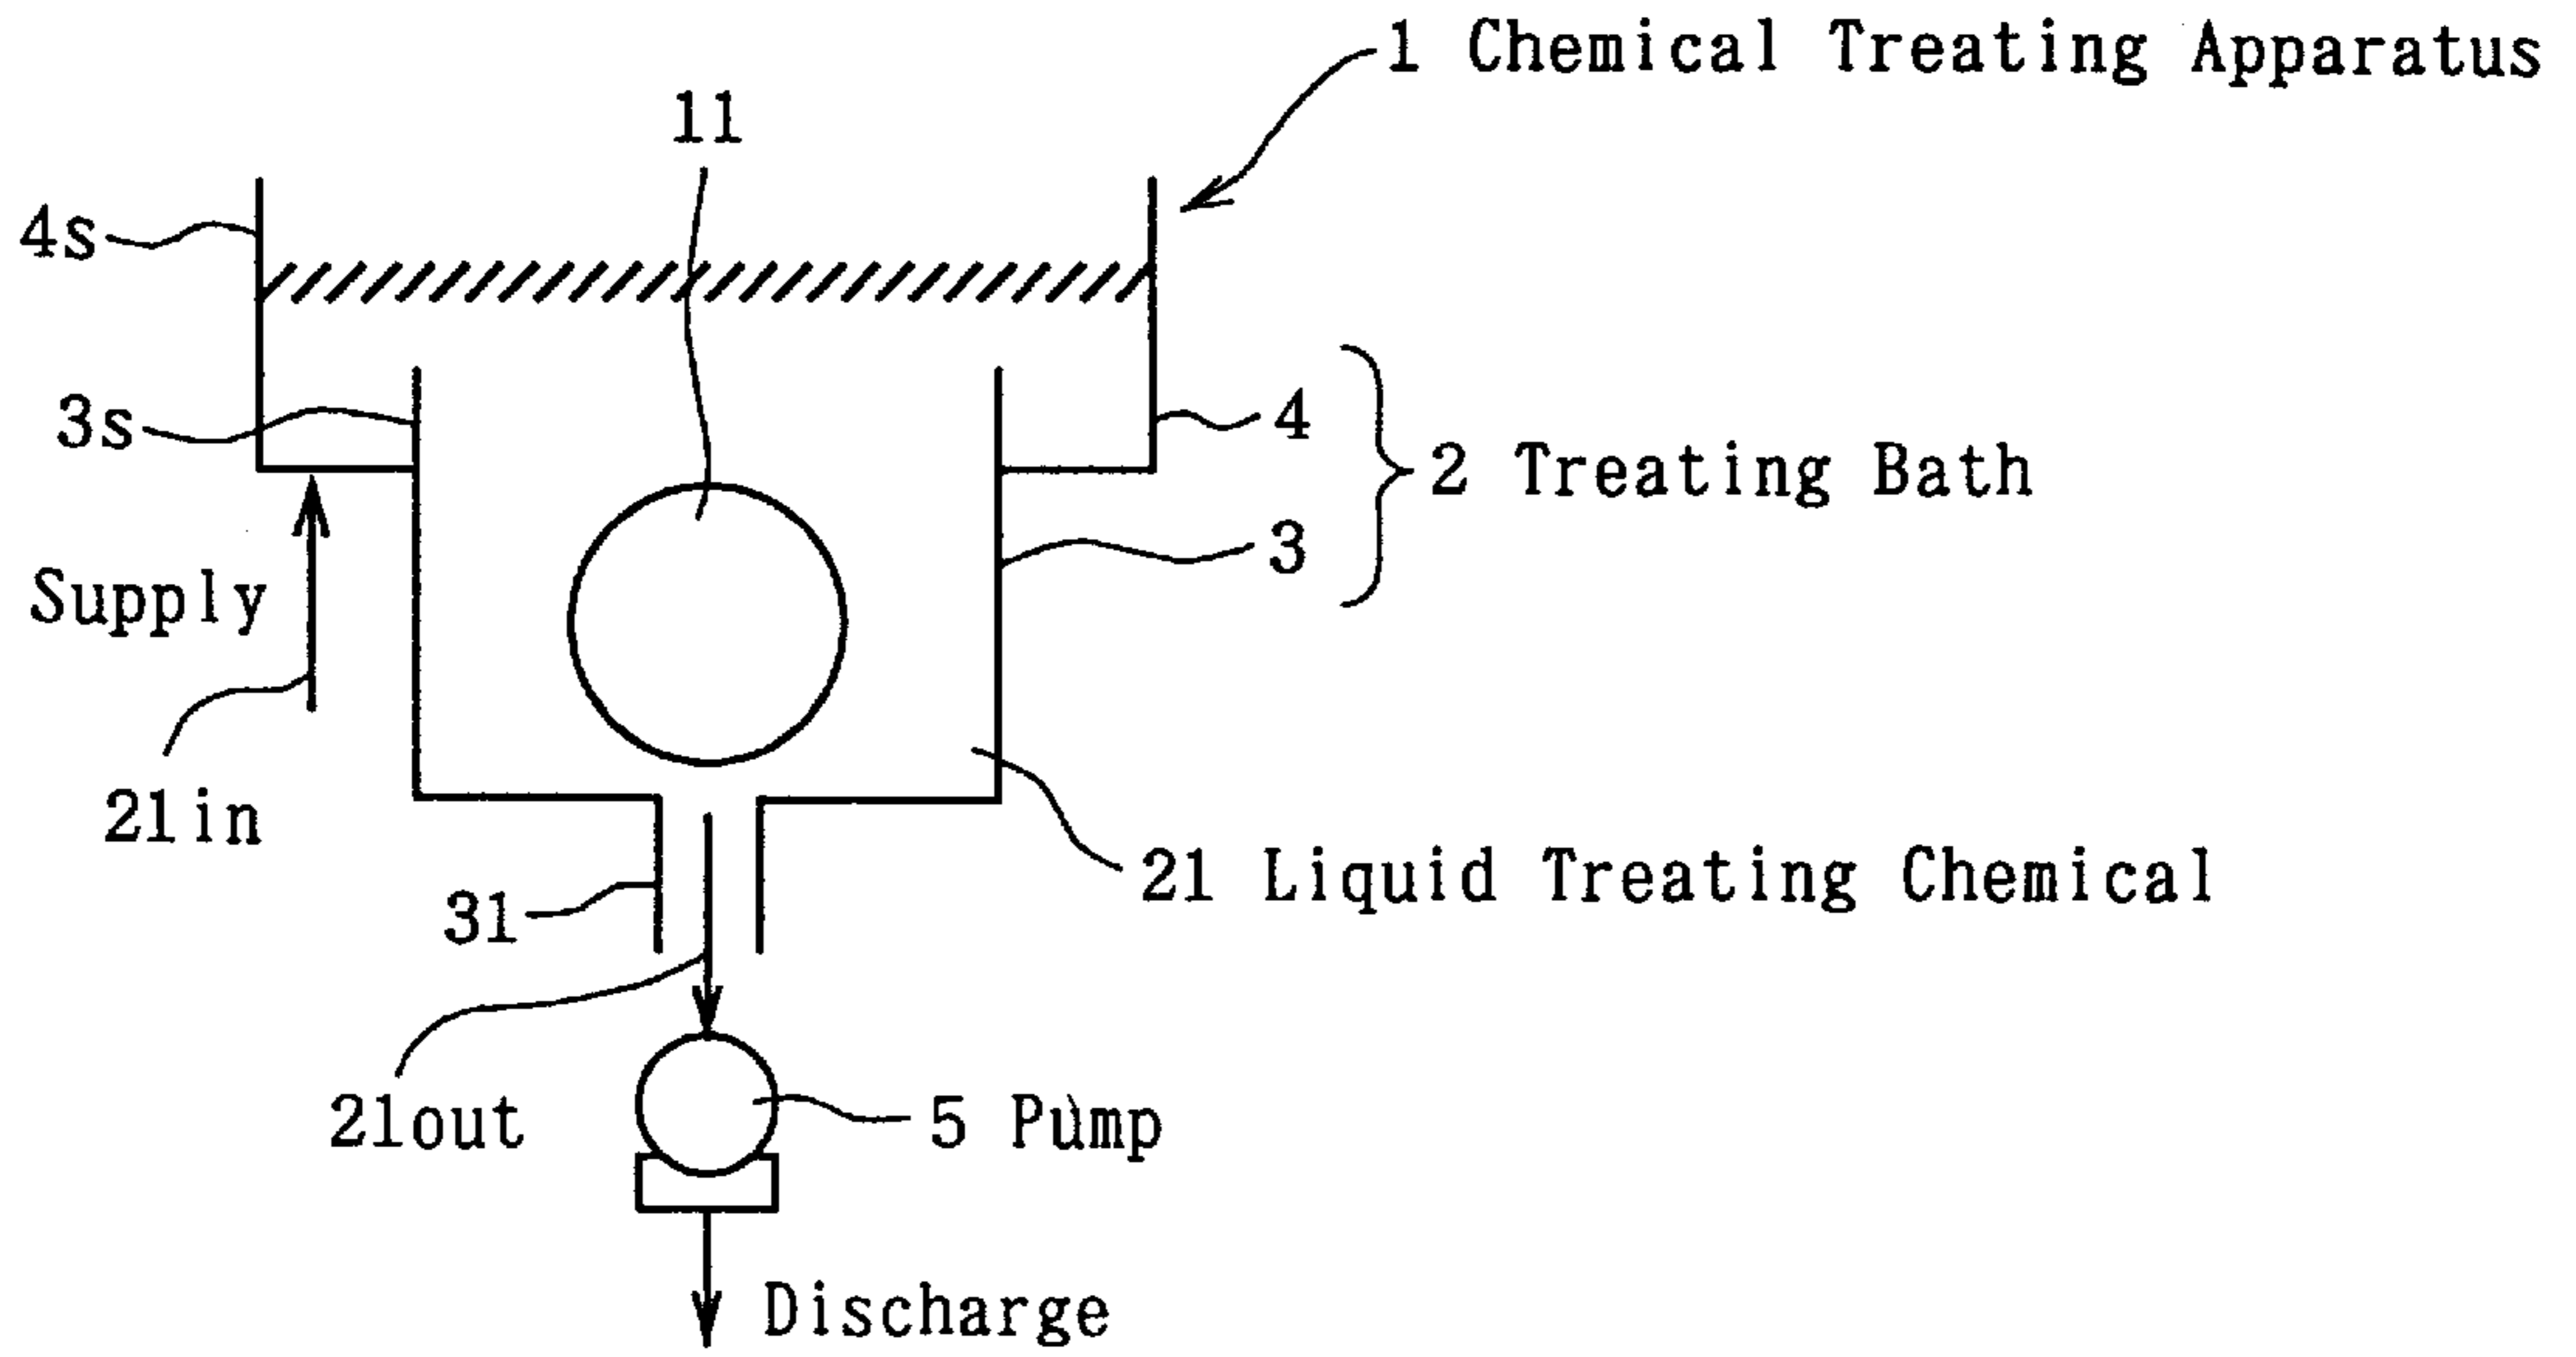 1 Chemical Treating Apparatus
11
4s
3s
4
2 Treating Bath
3
Supply
21in
21 Liquid Treating Chemical
31
21out
5 Pump
Discharge